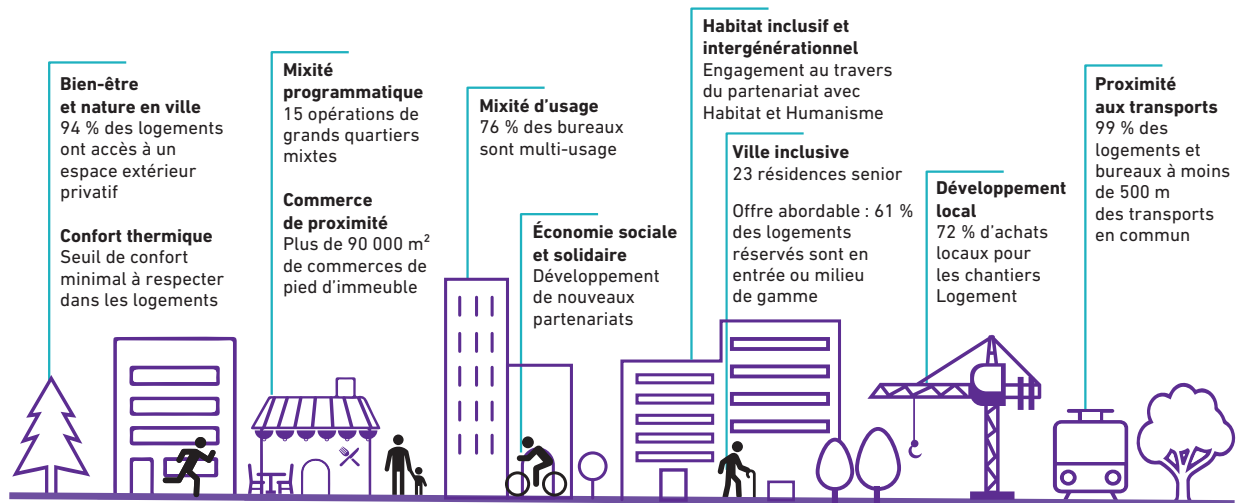 Bien-être
et nature en ville
94 % des logements
ont accès à un
espace extérieur
privatif
Confort thermique
Seuil de confort
minimal à respecter
dans les logements
Mixité
programmatique
15 opérations de
grands quartiers
mixtes
Commerce
de proximité
Plus de 90 000 m²
de commerces de
pied d’immeuble
Mixité d’usage
76 % des bureaux
sont multi-usage
Économie sociale
et solidaire
Développement
de nouveaux
partenariats
Habitat inclusif et
intergénérationnel
Engagement au travers
du partenariat avec
Habitat et Humanisme
Ville inclusive
23 résidences senior
Offre abordable : 61 %
des logements
réservés sont en
entrée ou milieu
de gamme
Développement
local
72 % d’achats
locaux pour
les chantiers
Logement
Proximité
aux transports
99 % des
logements et
bureaux à moins
de 500 m
des transports
en commun